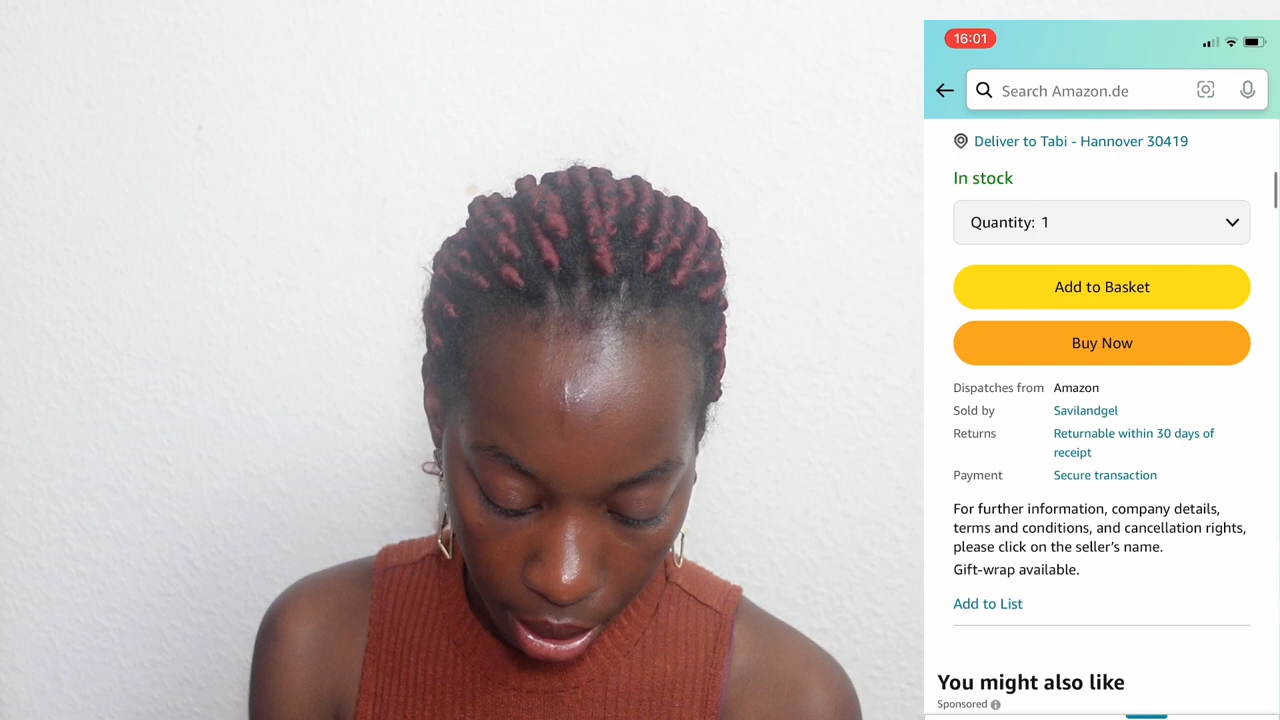 16:01
Search Amazon.de
Deliver to Tabi - Hannover 30419
In stock
Quantity: 1
Add to Basket
Buy Now
Dispatches from Amazon
Sold by Savilandgel
Returns Returnable within 30 days of
receipt
Payment Secure transaction
For further information, company details,
terms and conditions, and cancellation rights,
please click on the seller’s name.
Gift-wrap available.
Add to List
You might also like
Sponsored